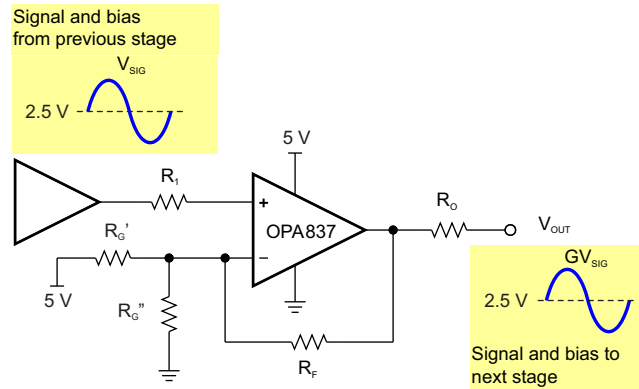 Signal and bias
from previous stage
V_SIG
2.5 V
5 V
R_1
R_O
+
OPA837
V_OUT
R_G'
−
GV_SIG
5 V
2.5 V
R_G"
R_F
Signal and bias to
next stage